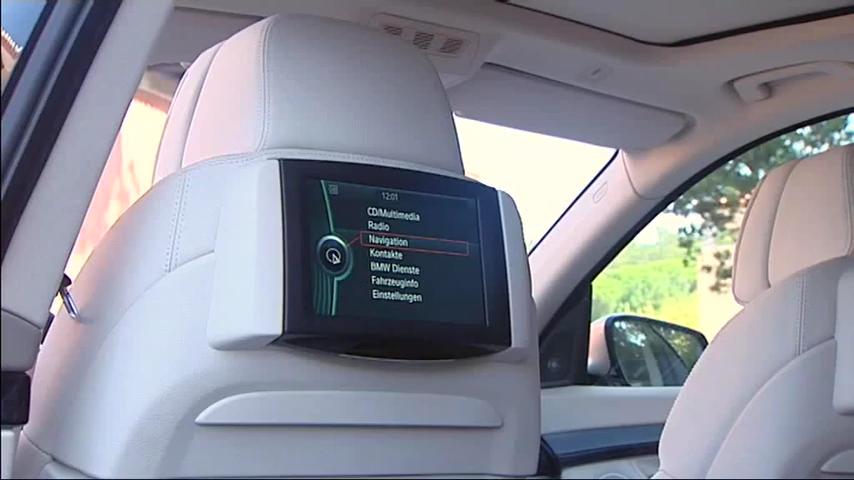 12:01
CD/Multimedia
Radio
Navigation
Kontakte
BMW Dienste
Fahrzeuginfo
Einstellungen